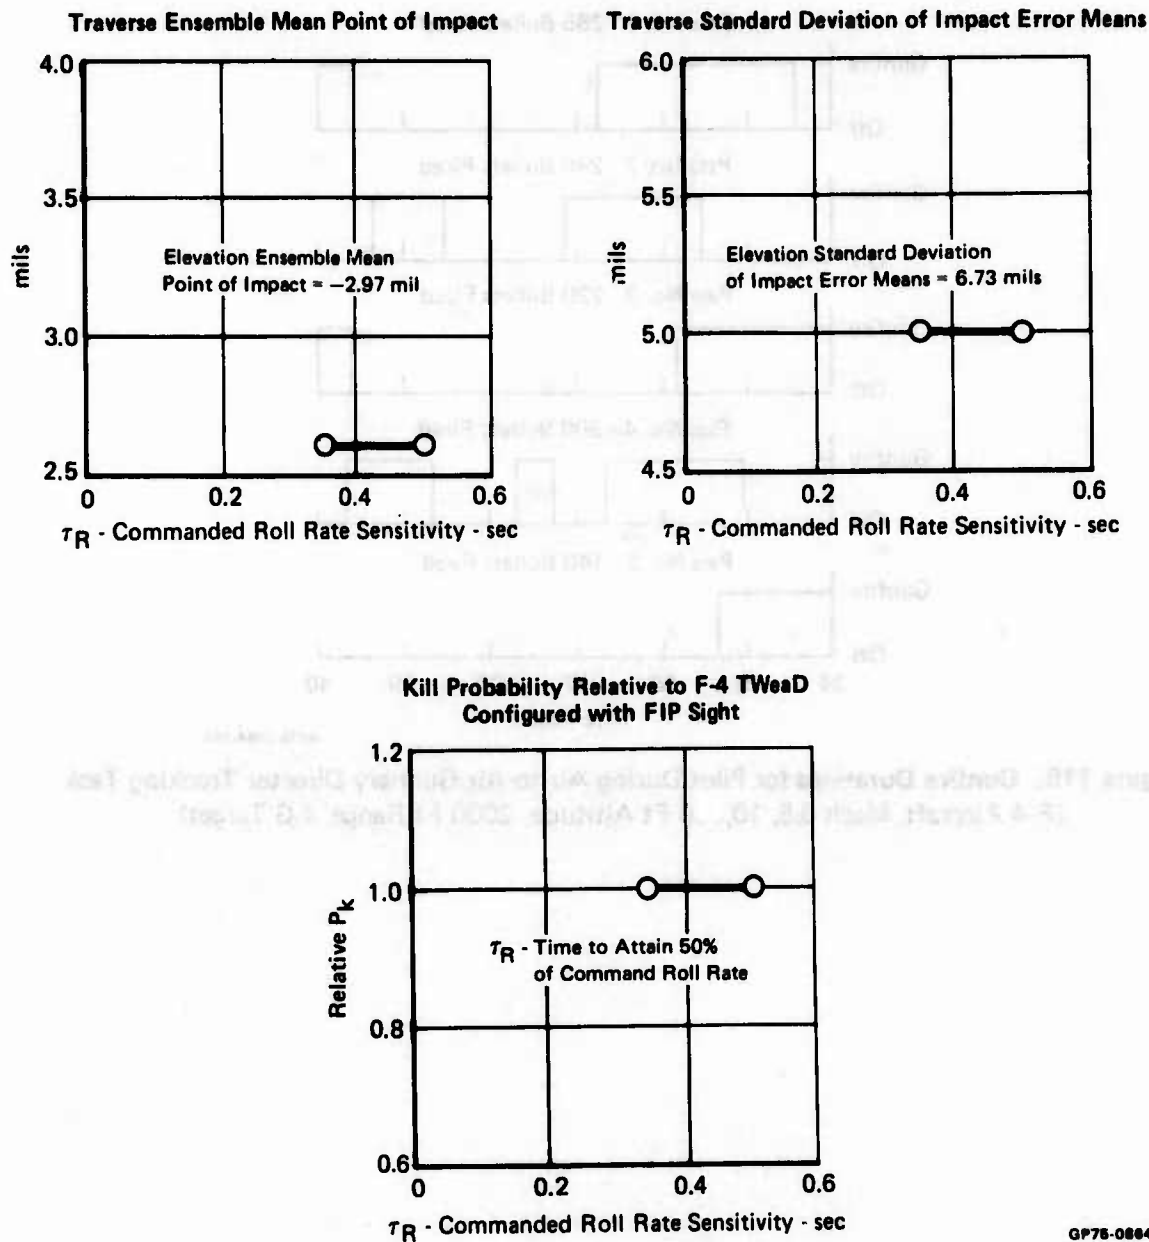 Traverse Ensemble Mean Point of Impact
4.0
3.5
3.0
2.5
mils
Elevation Ensemble Mean
Point of Impact = −2.97 mil
0 0.2 0.4 0.6
τR - Commanded Roll Rate Sensitivity - sec
Traverse Standard Deviation of Impact Error Means
6.0
5.5
5.0
4.5
mils
Elevation Standard Deviation
of Impact Error Means = 6.73 mils
0 0.2 0.4 0.6
τR - Commanded Roll Rate Sensitivity - sec
Kill Probability Relative to F-4 TWeaD
Configured with FIP Sight
1.2
1.0
0.8
0.6
Relative Pk
τR - Time to Attain 50%
of Command Roll Rate
0 0.2 0.4 0.6
τR - Commanded Roll Rate Sensitivity - sec